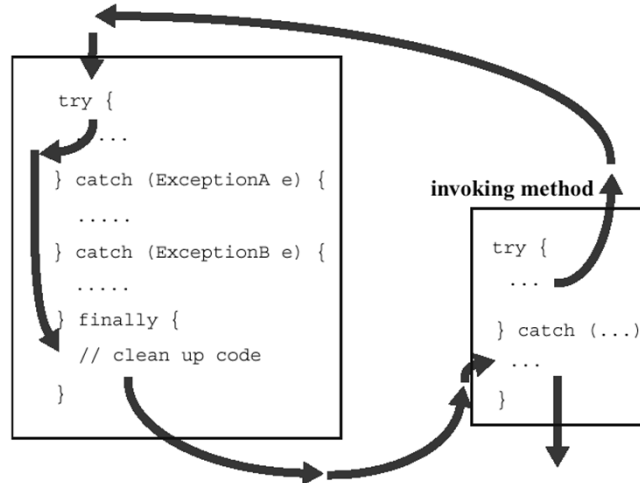 try {
.....
} catch (ExceptionA e) {
.....
} catch (ExceptionB e) {
.....
} finally {
// clean up code
}
invoking method
try {
...
} catch (...)
...
}